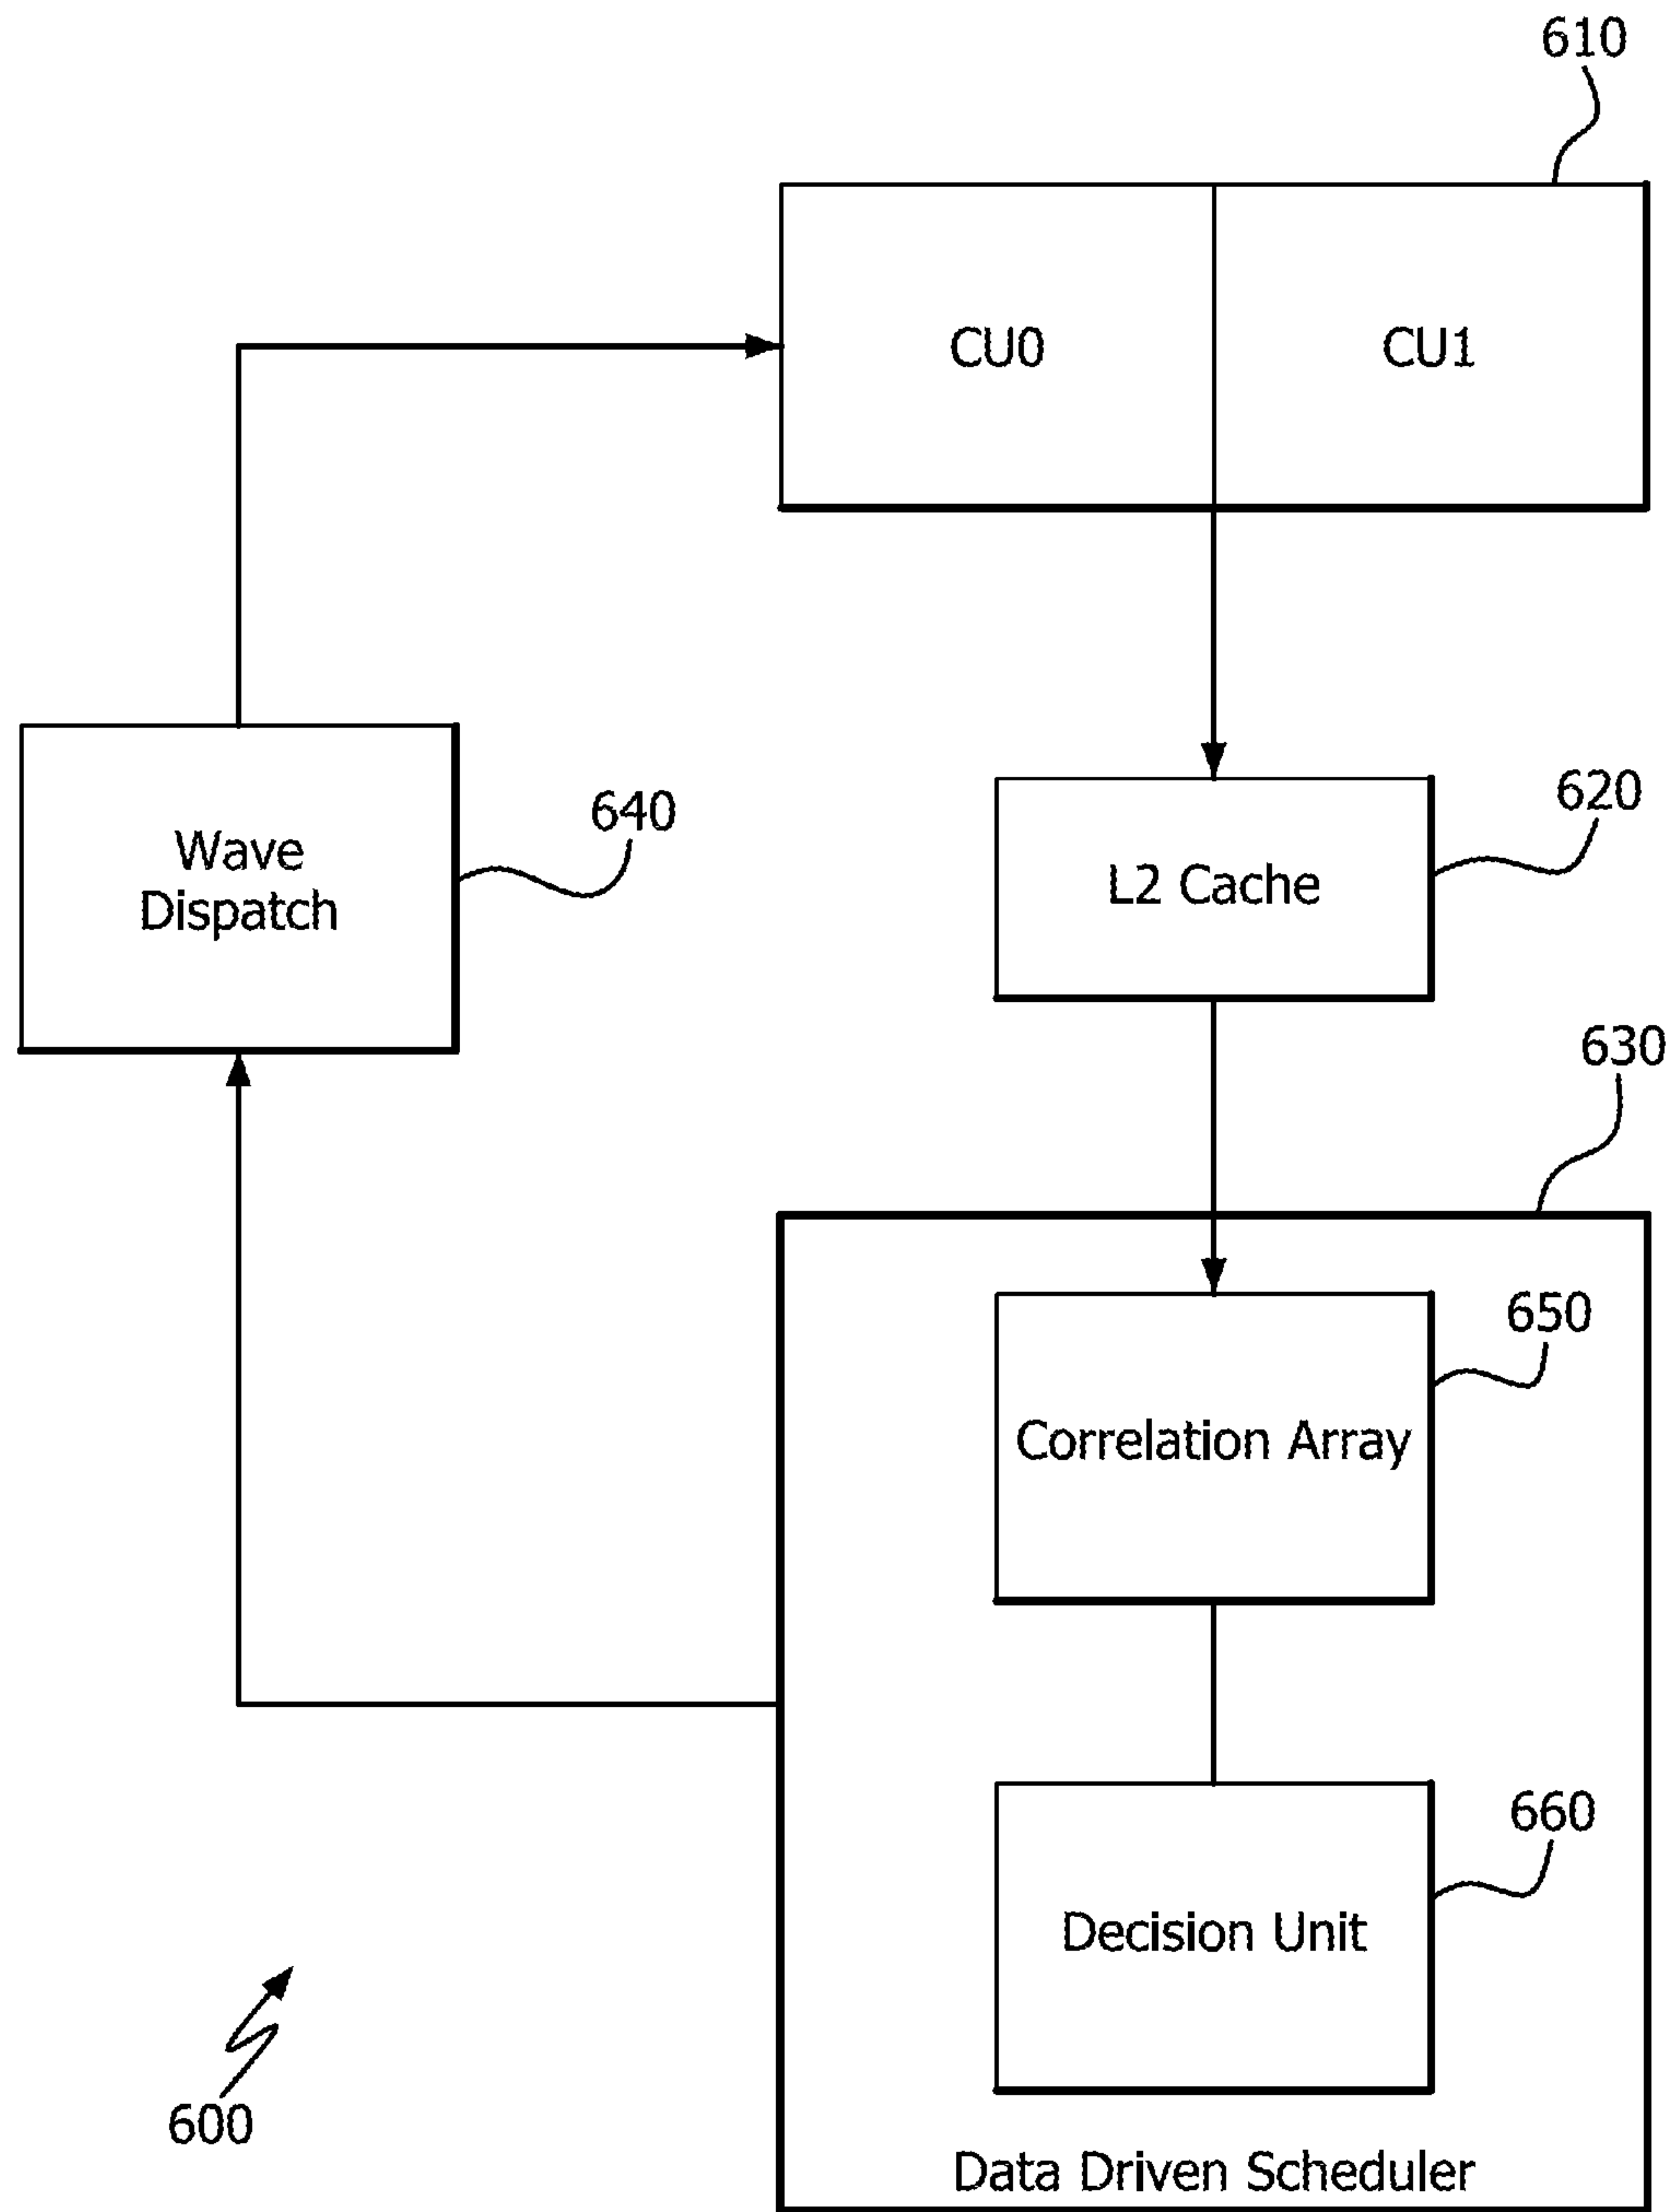 610
CU0
CU1
Wave
Dispatch
640
L2 Cache
620
630
650
Correlation Array
660
Decision Unit
600
Data Driven Scheduler